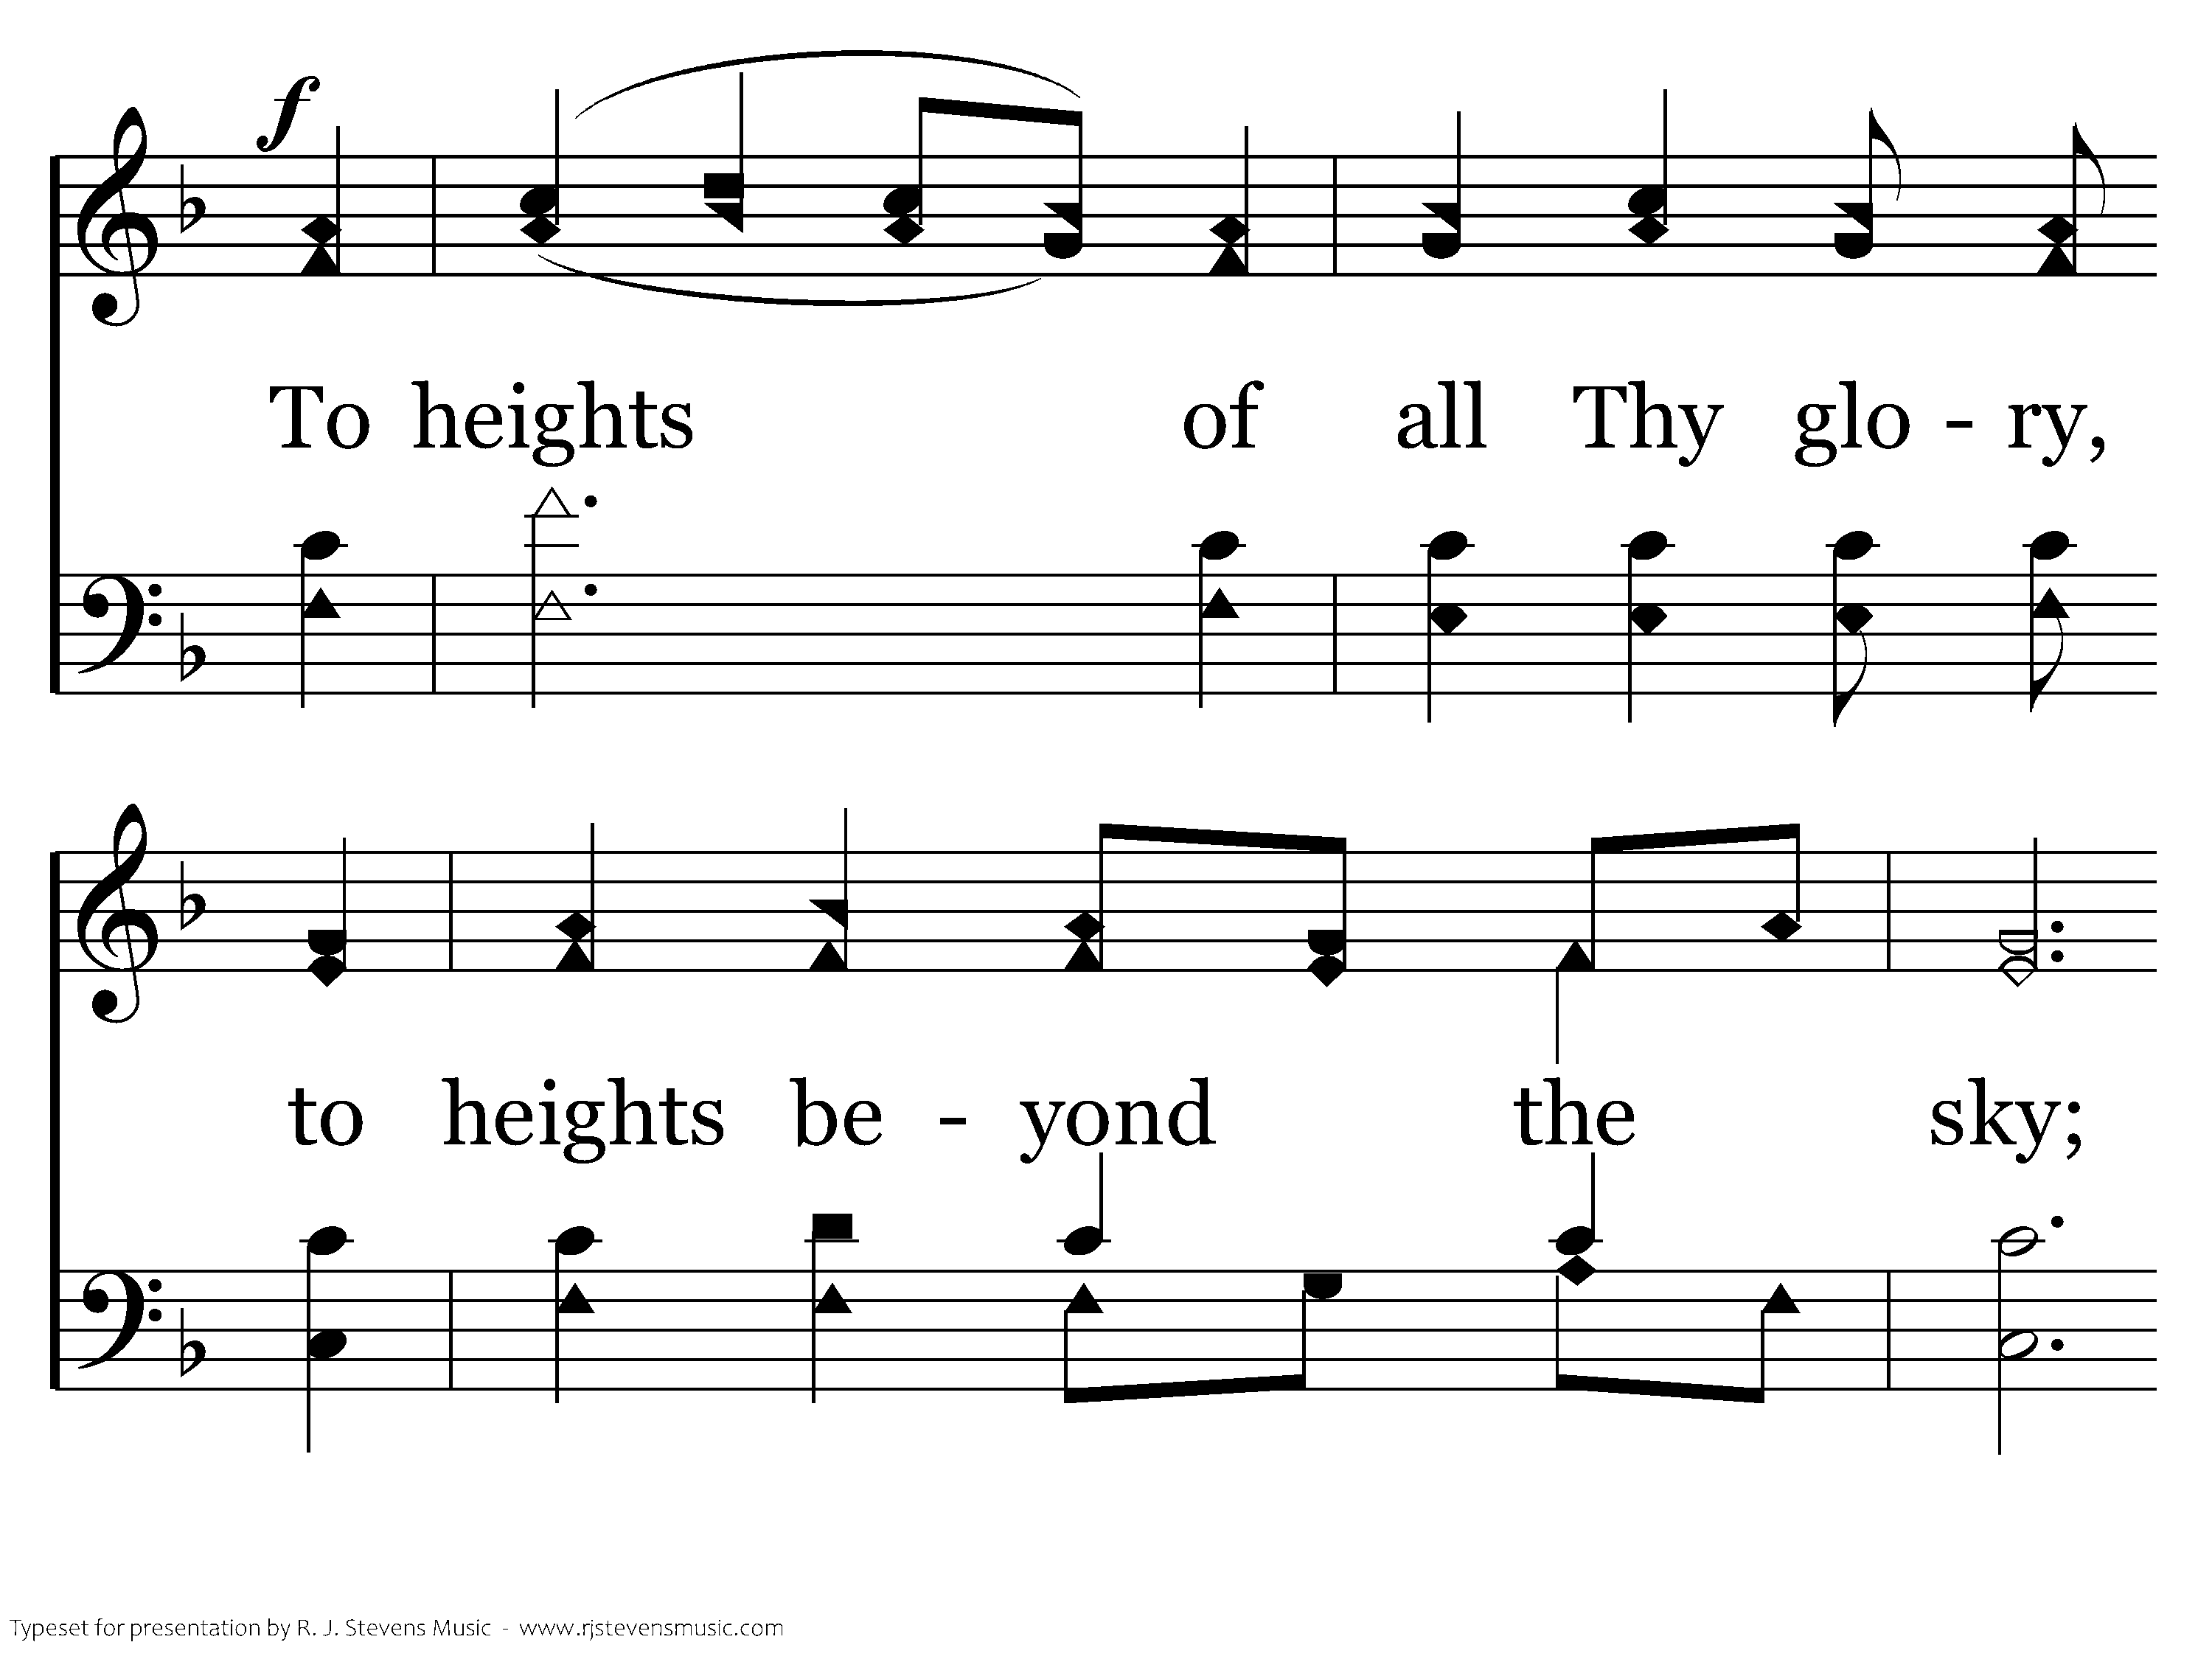 f
To heights of all Thy glo - ry,
to heights be - yond the sky;
Typeset for presentation by R. J. Stevens Music - www.rjstevensmusic.com